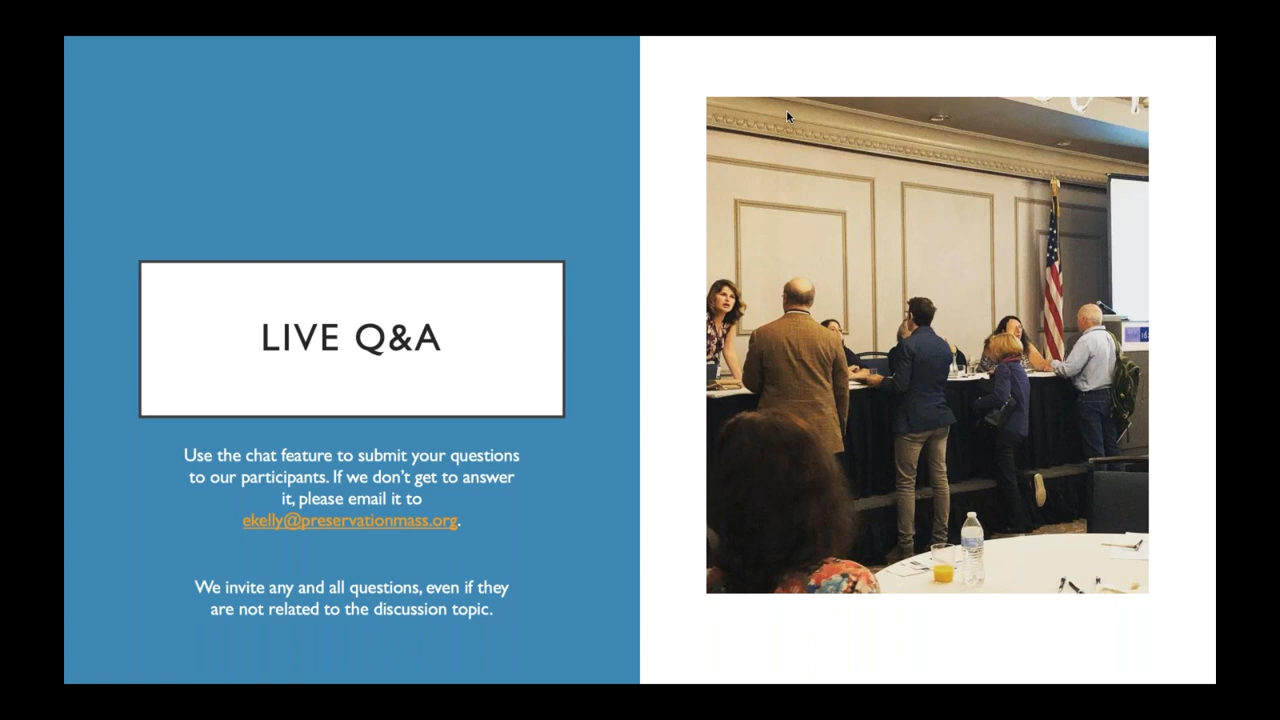 LIVE Q&A
Use the chat feature to submit your questions
to our participants. If we don’t get to answer
it, please email it to
ekelly@preservationmass.org.
We invite any and all questions, even if they
are not related to the discussion topic.